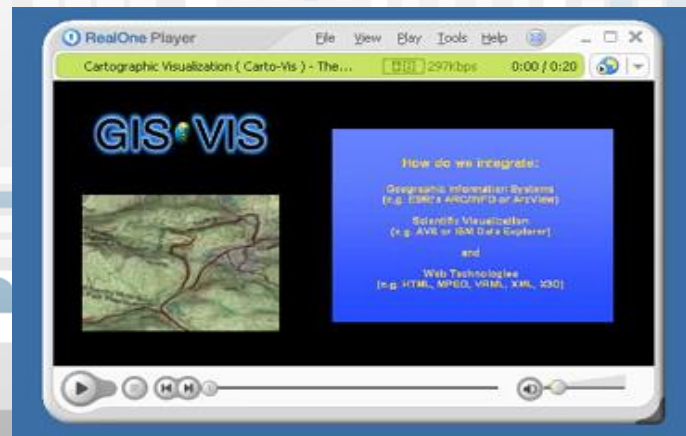 RealOne Player File View Play Tools Help
Cartographic Visualization ( Carto-Vis ) - The... 297Kbps 0:00 / 0:20
GIS VIS
How do we integrate:
Geographic Information Systems
(e.g. ESRI's ARC/INFO or ArcView)
Scientific Visualization
(e.g. AVS or IBM Data Explorer)
and
Web Technologies
(e.g. HTML, MPEG, VRML, XML, X3D)